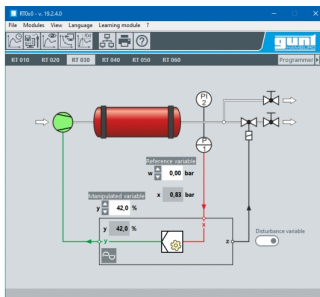 RTGx0 - v. 19.2.4.0
File Modules View Language Learning module ?
gunt
RT 010 RT 020 RT 030 RT 040 RT 050 RT 060 Programmer
PI
2
P
1
Reference variable
w 0,00 bar
x 0,83 bar
Manipulated variable
y 42,0 %
x
y 42,0 %
y
z
Disturbance variable